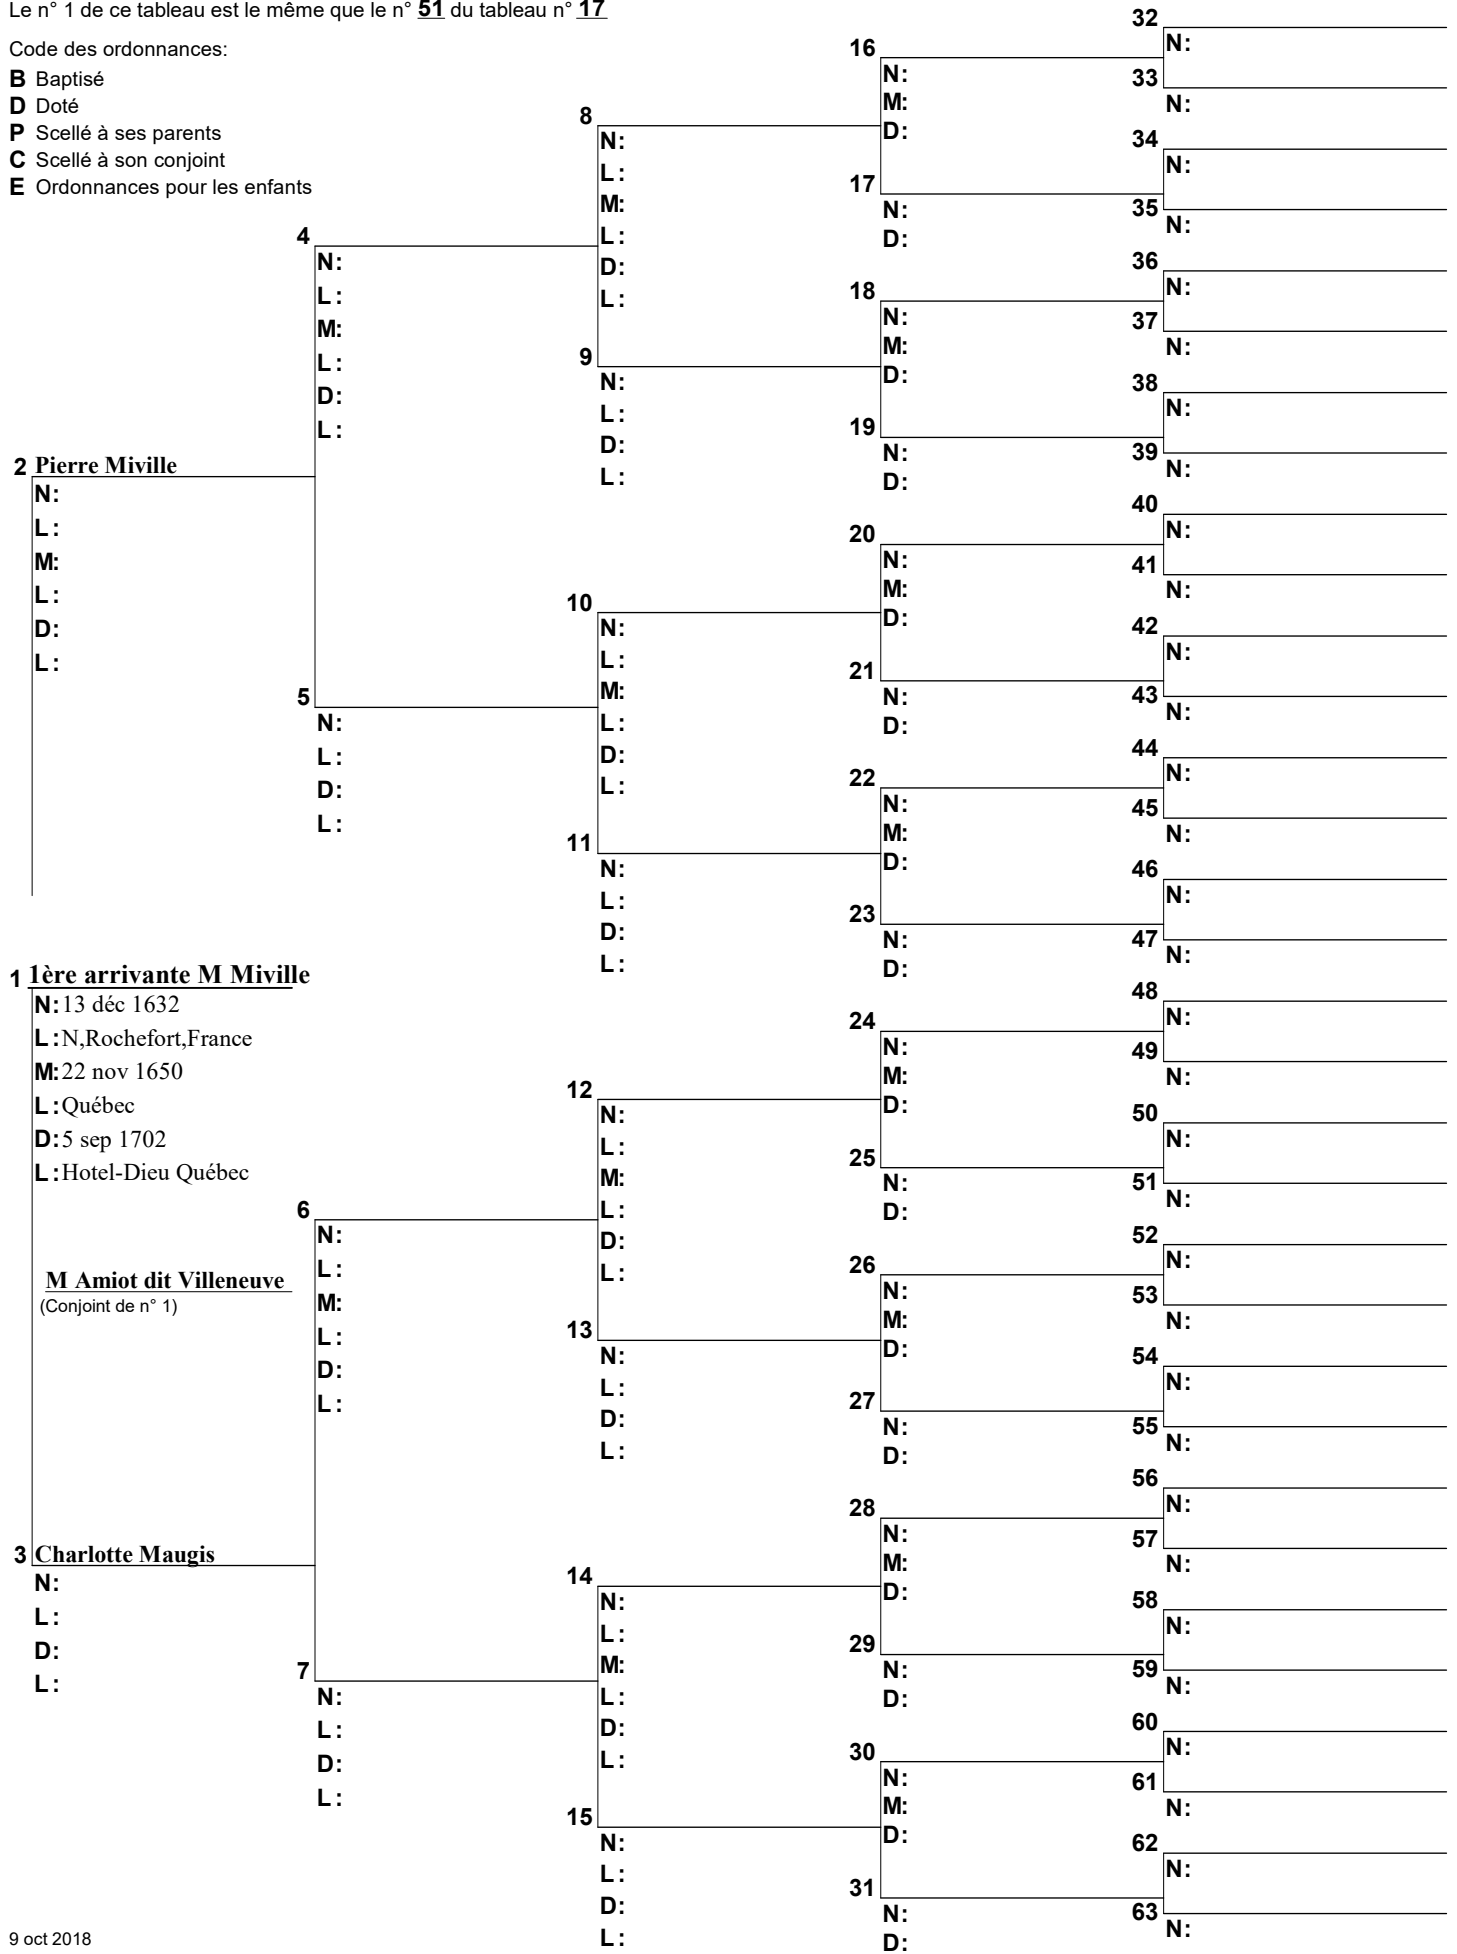 Le n° 1 de ce tableau est le même que le n° 51 du tableau n° 17
Code des ordonnances:
B Baptisé
D Doté
P Scellé à ses parents
C Scellé à son conjoint
E Ordonnances pour les enfants
2 Pierre Miville
N:
L:
M:
L:
D:
L:
1 1ère arrivante M Miville
N: 13 déc 1632
L: N,Rochefort,France
M: 22 nov 1650
L: Québec
D: 5 sep 1702
L: Hotel-Dieu Québec
M Amiot dit Villeneuve
(Conjoint de n° 1)
3 Charlotte Maugis
N:
L:
D:
L:
9 oct 2018
4
N:
L:
M:
L:
D:
L:
5
N:
L:
D:
L:
6
N:
L:
M:
L:
D:
L:
7
N:
L:
D:
L:
8
N:
L:
M:
L:
D:
L:
9
N:
L:
D:
L:
10
N:
L:
M:
L:
D:
L:
11
N:
L:
D:
L:
12
N:
L:
M:
L:
D:
L:
13
N:
L:
D:
L:
14
N:
L:
M:
L:
D:
L:
15
N:
L:
D:
L:
16
N:
M:
D:
17
N:
D:
18
N:
M:
D:
19
N:
D:
20
N:
M:
D:
21
N:
D:
22
N:
M:
D:
23
N:
D:
24
N:
M:
D:
25
N:
D:
26
N:
M:
D:
27
N:
D:
28
N:
M:
D:
29
N:
D:
30
N:
M:
D:
31
N:
D:
32
N:
33
N:
34
N:
35
N:
36
N:
37
N:
38
N:
39
N:
40
N:
41
N:
42
N:
43
N:
44
N:
45
N:
46
N:
47
N:
48
N:
49
N:
50
N:
51
N:
52
N:
53
N:
54
N:
55
N:
56
N:
57
N:
58
N:
59
N:
60
N:
61
N:
62
N:
63
N: